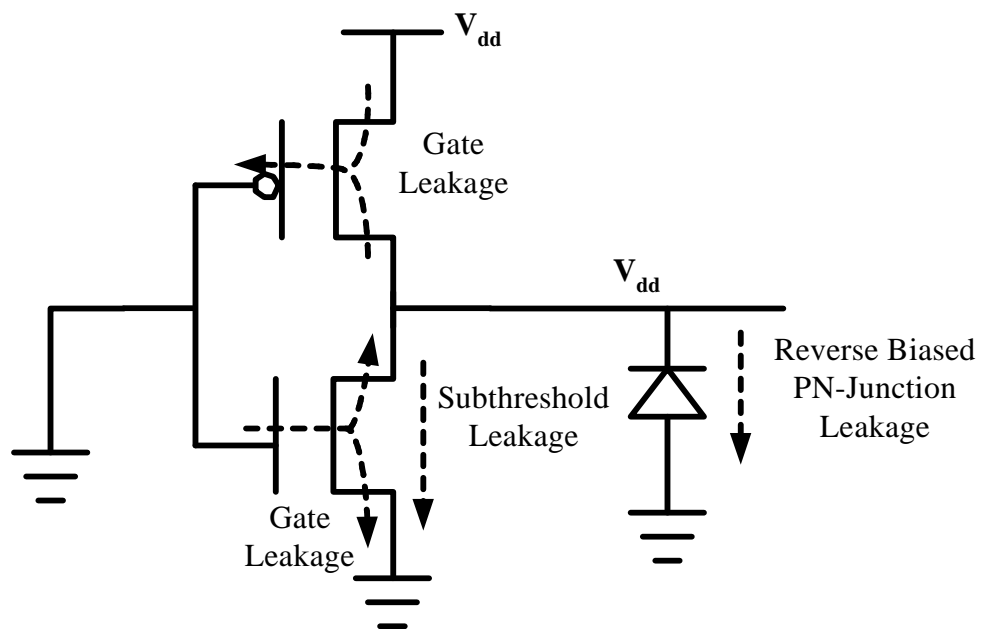 Vdd
Gate
Leakage
Vdd
Reverse Biased
PN-Junction
Leakage
Subthreshold
Leakage
Gate
Leakage